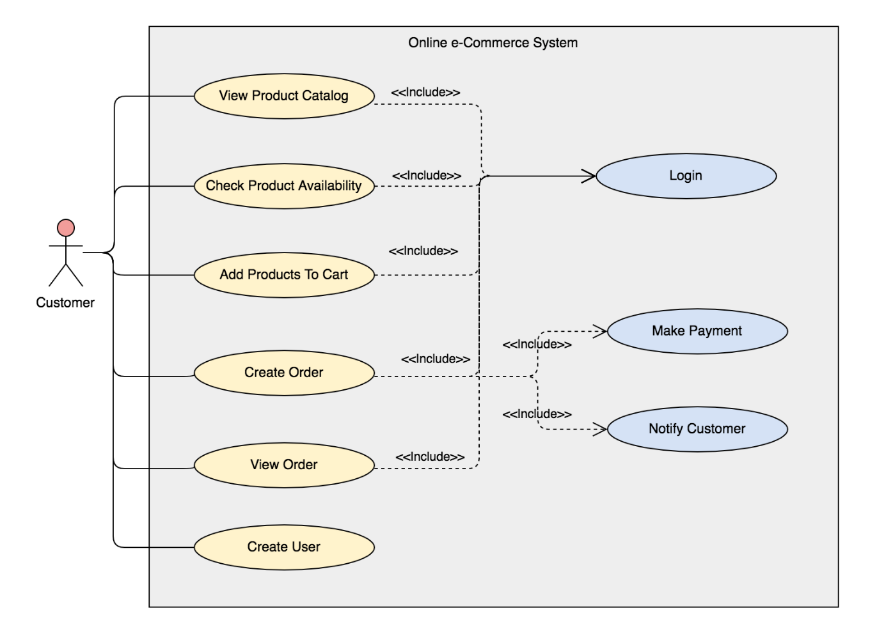 Online e-Commerce System
View Product Catalog
<<Include>>
Check Product Availability
<<Include>>
Login
Add Products To Cart
<<Include>>
Customer
Make Payment
<<Include>>
Create Order
<<Include>>
<<Include>>
Notify Customer
View Order
<<Include>>
Create User